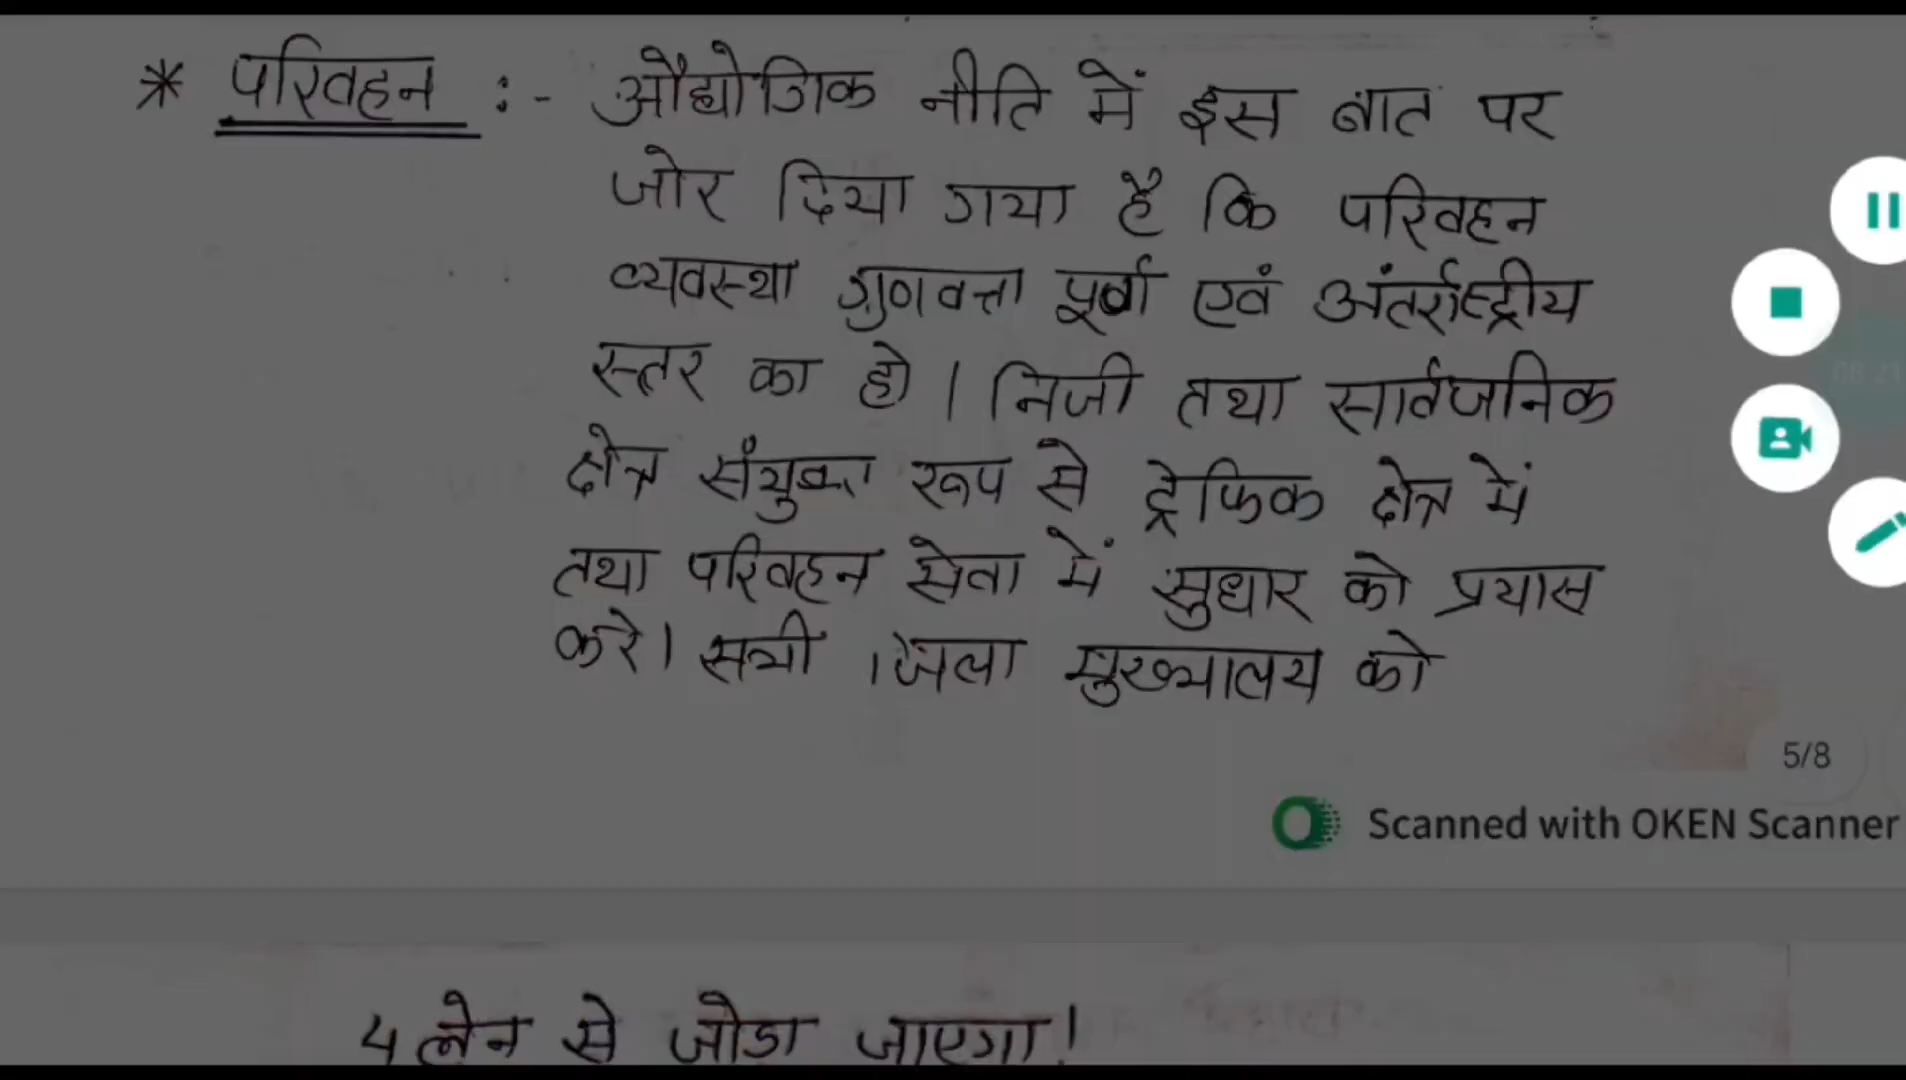 * परिवहन :- औद्योगिक नीति में इस बात पर
जोर दिया गया है कि परिवहन
व्यवस्था गुणवत्ता पूर्ण एवं अंतर्राष्ट्रीय
स्तर का हो। निजी तथा सार्वजनिक
क्षेत्र संयुक्त रूप से ट्रेफिक क्षेत्र में
तथा परिवहन सेवा में सुधार को प्रयास
करे। सभी जिला मुख्यालय को
5/8
Scanned with OKEN Scanner
4 लेन से जोडा जाएगा!